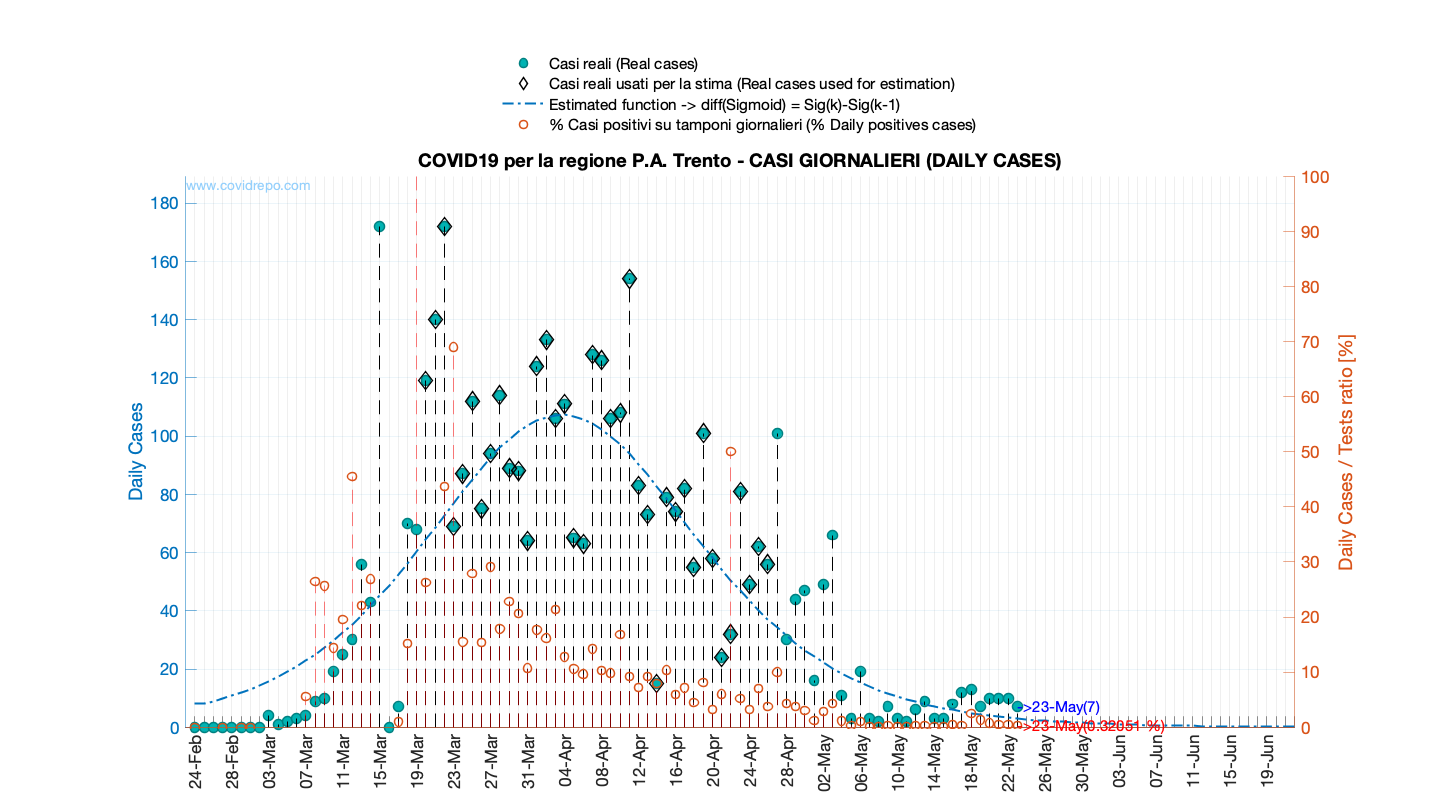 Casi reali (Real cases)
Casi reali usati per la stima (Real cases used for estimation)
Estimated function -> diff(Sigmoid) = Sig(k)-Sig(k-1)
% Casi positivi su tamponi giornalieri (% Daily positives cases)
COVID19 per la regione P.A. Trento - CASI GIORNALIERI (DAILY CASES)
www.covidrepo.com
Daily Cases
180
160
140
120
100
80
60
40
20
0
100
90
80
70
60
50
40
30
20
10
0
Daily Cases / Tests ratio [%]
->23-May(7)
->23-May(0.32051 %)
24-Feb
28-Feb
03-Mar
07-Mar
11-Mar
15-Mar
19-Mar
23-Mar
27-Mar
31-Mar
04-Apr
08-Apr
12-Apr
16-Apr
20-Apr
24-Apr
28-Apr
02-May
06-May
10-May
14-May
18-May
22-May
26-May
30-May
03-Jun
07-Jun
11-Jun
15-Jun
19-Jun